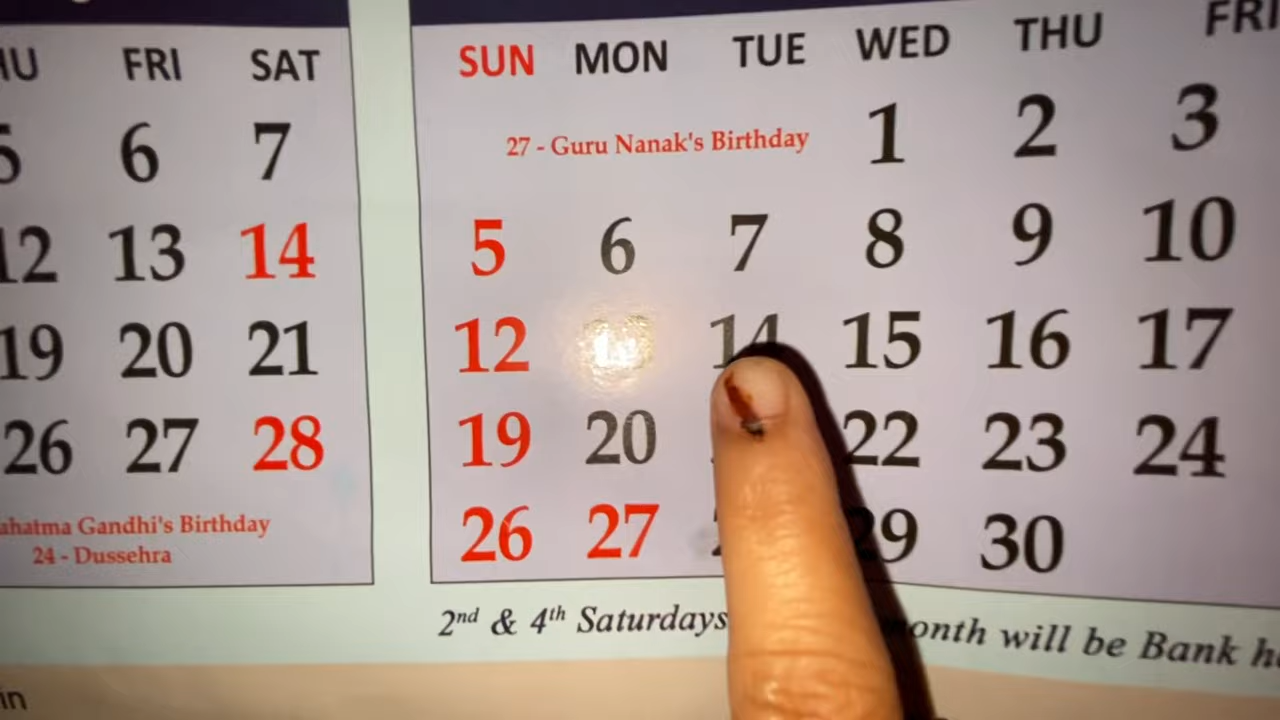 HU FRI SAT
5 6 7
12 13 14
19 20 21
26 27 28
ahatma Gandhi's Birthday
24 - Dussehra
SUN MON TUE WED THU FRI
27 - Guru Nanak's Birthday 1 2 3
5 6 7 8 9 10
12 14 15 16 17
19 20 22 23 24
26 27 29 30
2nd & 4th Saturdays onth will be Bank h
in